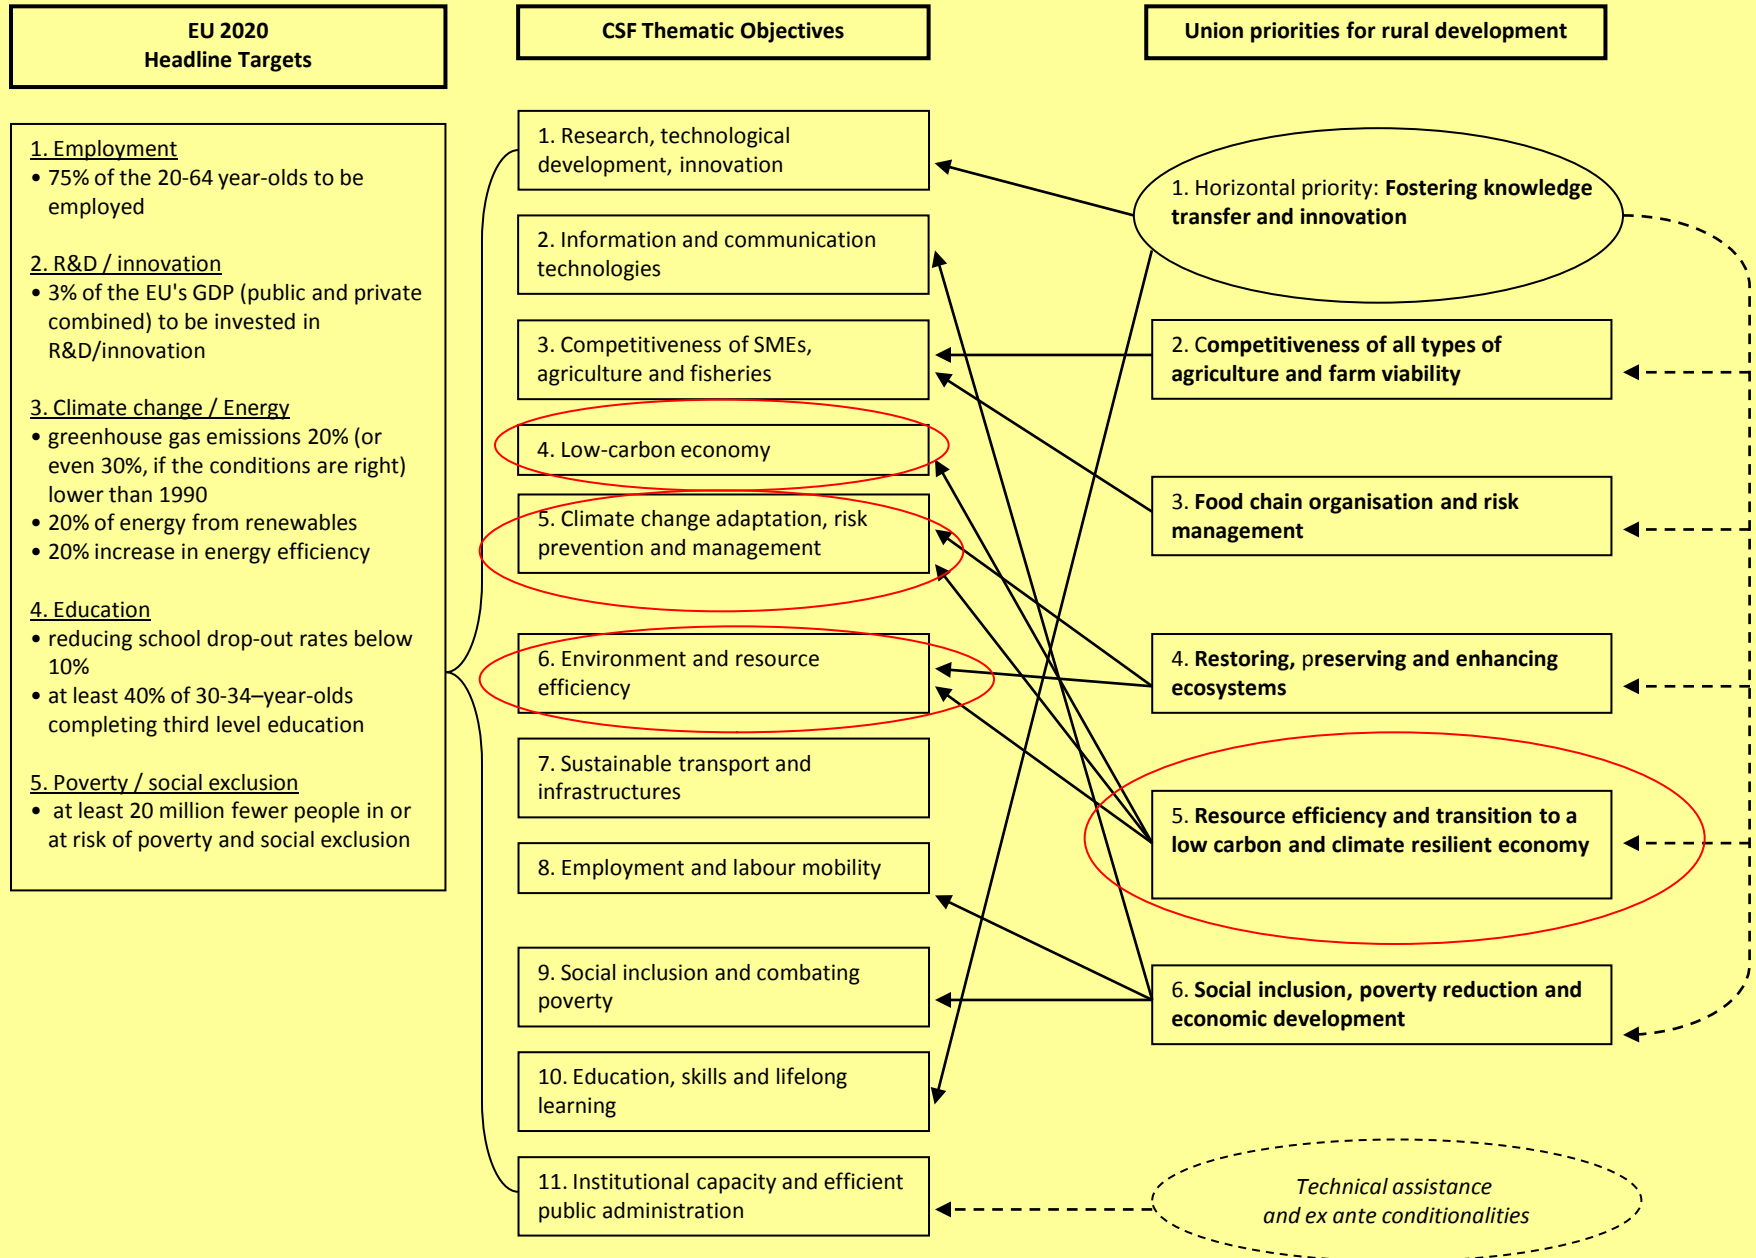 EU 2020
Headline Targets
1. Employment
• 75% of the 20-64 year-olds to be
employed
2. R&D / innovation
• 3% of the EU's GDP (public and private
combined) to be invested in
R&D/innovation
3. Climate change / Energy
• greenhouse gas emissions 20% (or
even 30%, if the conditions are right)
lower than 1990
• 20% of energy from renewables
• 20% increase in energy efficiency
4. Education
• reducing school drop-out rates below
10%
• at least 40% of 30-34–year-olds
completing third level education
5. Poverty / social exclusion
• at least 20 million fewer people in or
at risk of poverty and social exclusion
CSF Thematic Objectives
1. Research, technological
development, innovation
2. Information and communication
technologies
3. Competitiveness of SMEs,
agriculture and fisheries
4. Low-carbon economy
5. Climate change adaptation, risk
prevention and management
6. Environment and resource
efficiency
7. Sustainable transport and
infrastructures
8. Employment and labour mobility
9. Social inclusion and combating
poverty
10. Education, skills and lifelong
learning
11. Institutional capacity and efficient
public administration
Union priorities for rural development
1. Horizontal priority: Fostering knowledge
transfer and innovation
2. Competitiveness of all types of
agriculture and farm viability
3. Food chain organisation and risk
management
4. Restoring, preserving and enhancing
ecosystems
5. Resource efficiency and transition to a
low carbon and climate resilient economy
6. Social inclusion, poverty reduction and
economic development
Technical assistance
and ex ante conditionalities